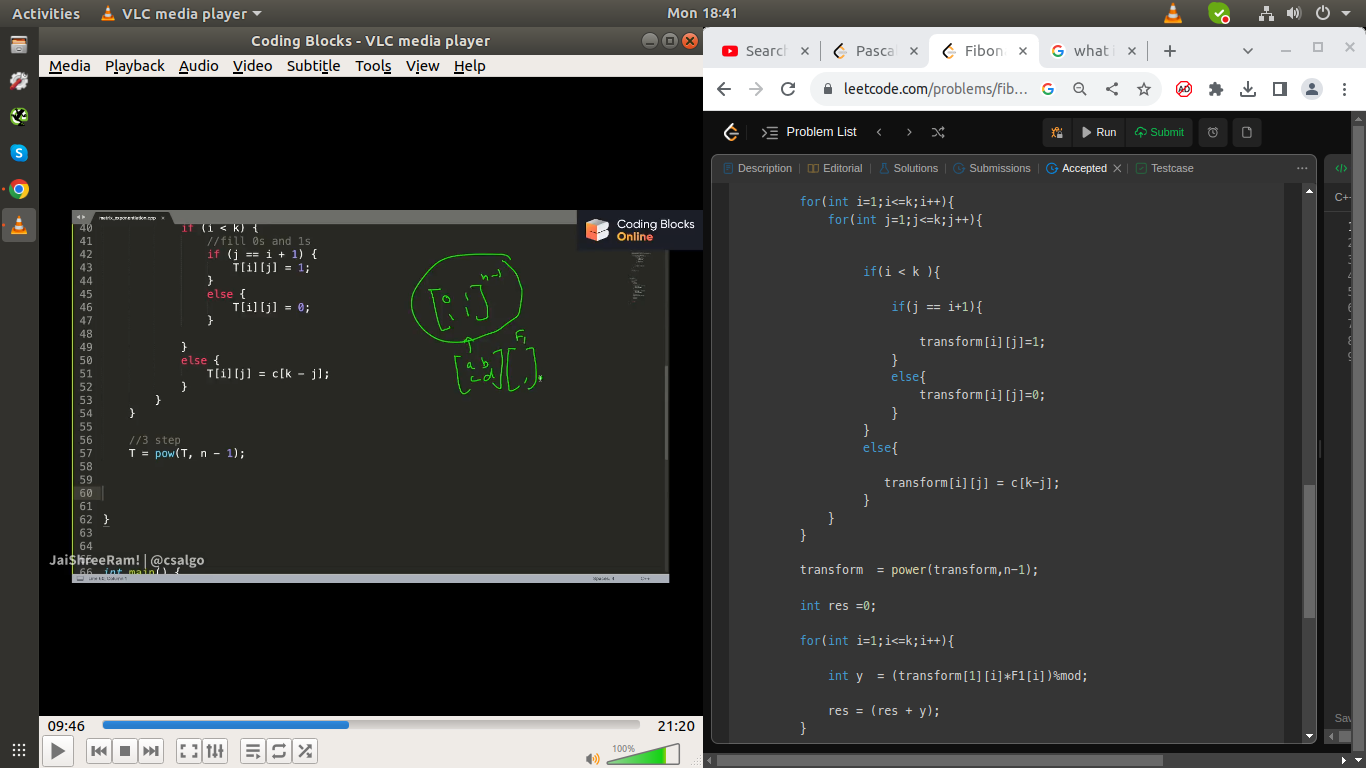 Activities VLC media player Mon 18:41
Coding Blocks - VLC media player
Media Playback Audio Video Subtitle Tools View Help
matrix_exponentiation.cpp
Coding Blocks
Online
40 if (i < k) {
41 //fill 0s and 1s
42 if (j == i + 1) {
43 T[i][j] = 1;
44 }
45 else {
46 T[i][j] = 0;
47 }
48
49 }
50 else {
51 T[i][j] = c[k - j];
52 }
53 }
54 }
55
56 //3 step
57 T = pow(T, n - 1);
58
59
60
61
62 }
63
64
JaiShreeRam! | @csalgo
66 int main() {
0 1 n-1
1 1
F1
a b
c d 1
09:46 21:20
100%
Search Pascal Fibon what i
leetcode.com/problems/fib...
Problem List Run Submit
Description | Editorial | Solutions | Submissions | Accepted | Testcase
C++
for(int i=1;i<=k;i++){
for(int j=1;j<=k;j++){
if(i < k ){
if(j == i+1){
transform[i][j]=1;
}
else{
transform[i][j]=0;
}
}
else{
transform[i][j] = c[k-j];
}
}
}
transform = power(transform,n-1);
int res =0;
for(int i=1;i<=k;i++){
int y = (transform[1][i]*F1[i])%mod;
res = (res + y);
}